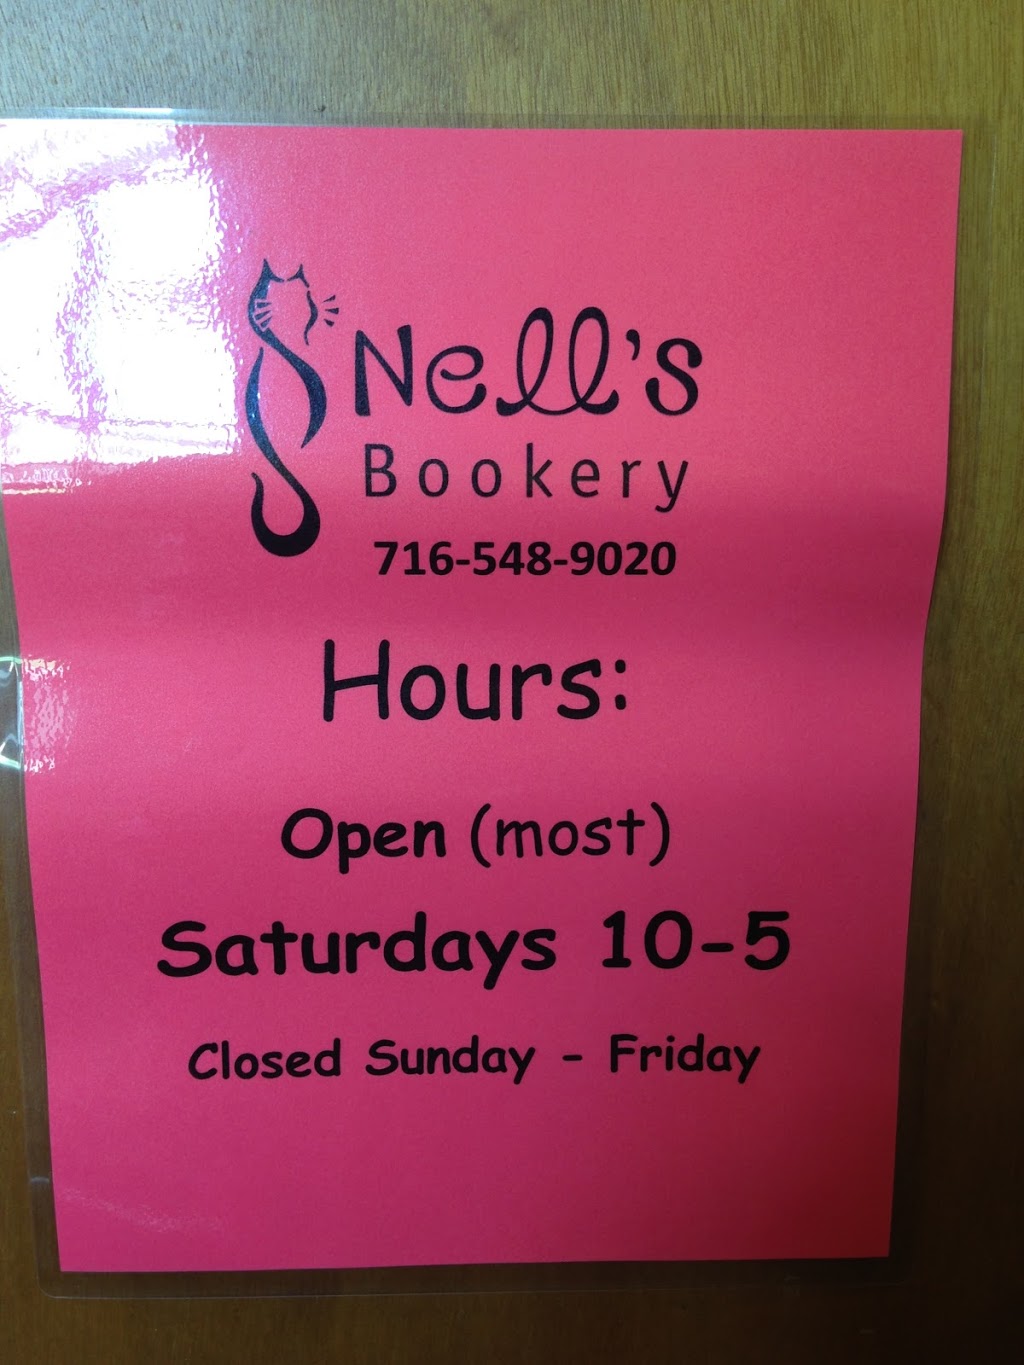 Nell's
Bookery
716-548-9020
Hours:
Open (most)
Saturdays 10-5
Closed Sunday - Friday